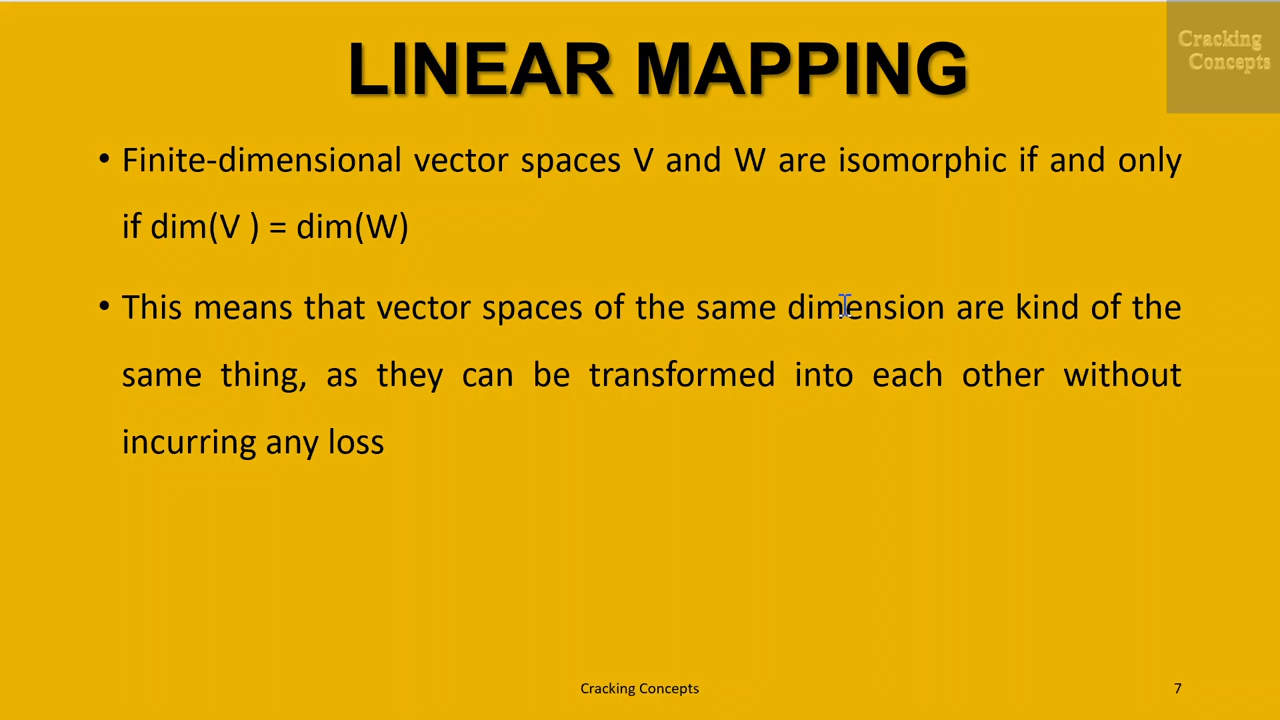 LINEAR MAPPING
Cracking
Concepts
• Finite-dimensional vector spaces V and W are isomorphic if and only
if dim(V ) = dim(W)
• This means that vector spaces of the same dimension are kind of the
same thing, as they can be transformed into each other without
incurring any loss
Cracking Concepts
7